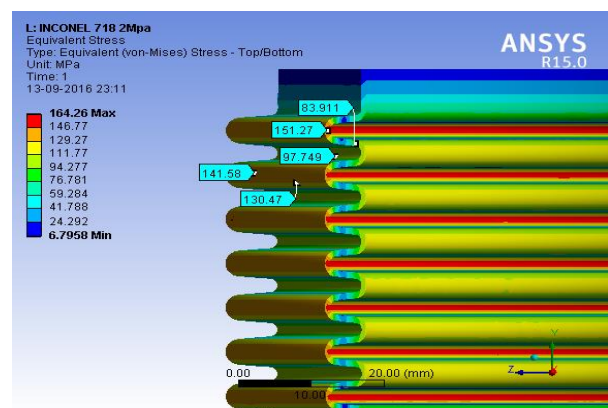 L: INCONEL 718 2Mpa
Equivalent Stress
Type: Equivalent (von-Mises) Stress - Top/Bottom
Unit: MPa
Time: 1
13-09-2016 23:11
ANSYS
R15.0
164.26 Max
146.77
129.27
111.77
94.277
76.781
59.284
41.788
24.292
6.7958 Min
83.911
151.27
97.749
141.58
130.47
0.00
20.00 (mm)
10.00
Y
Z
X